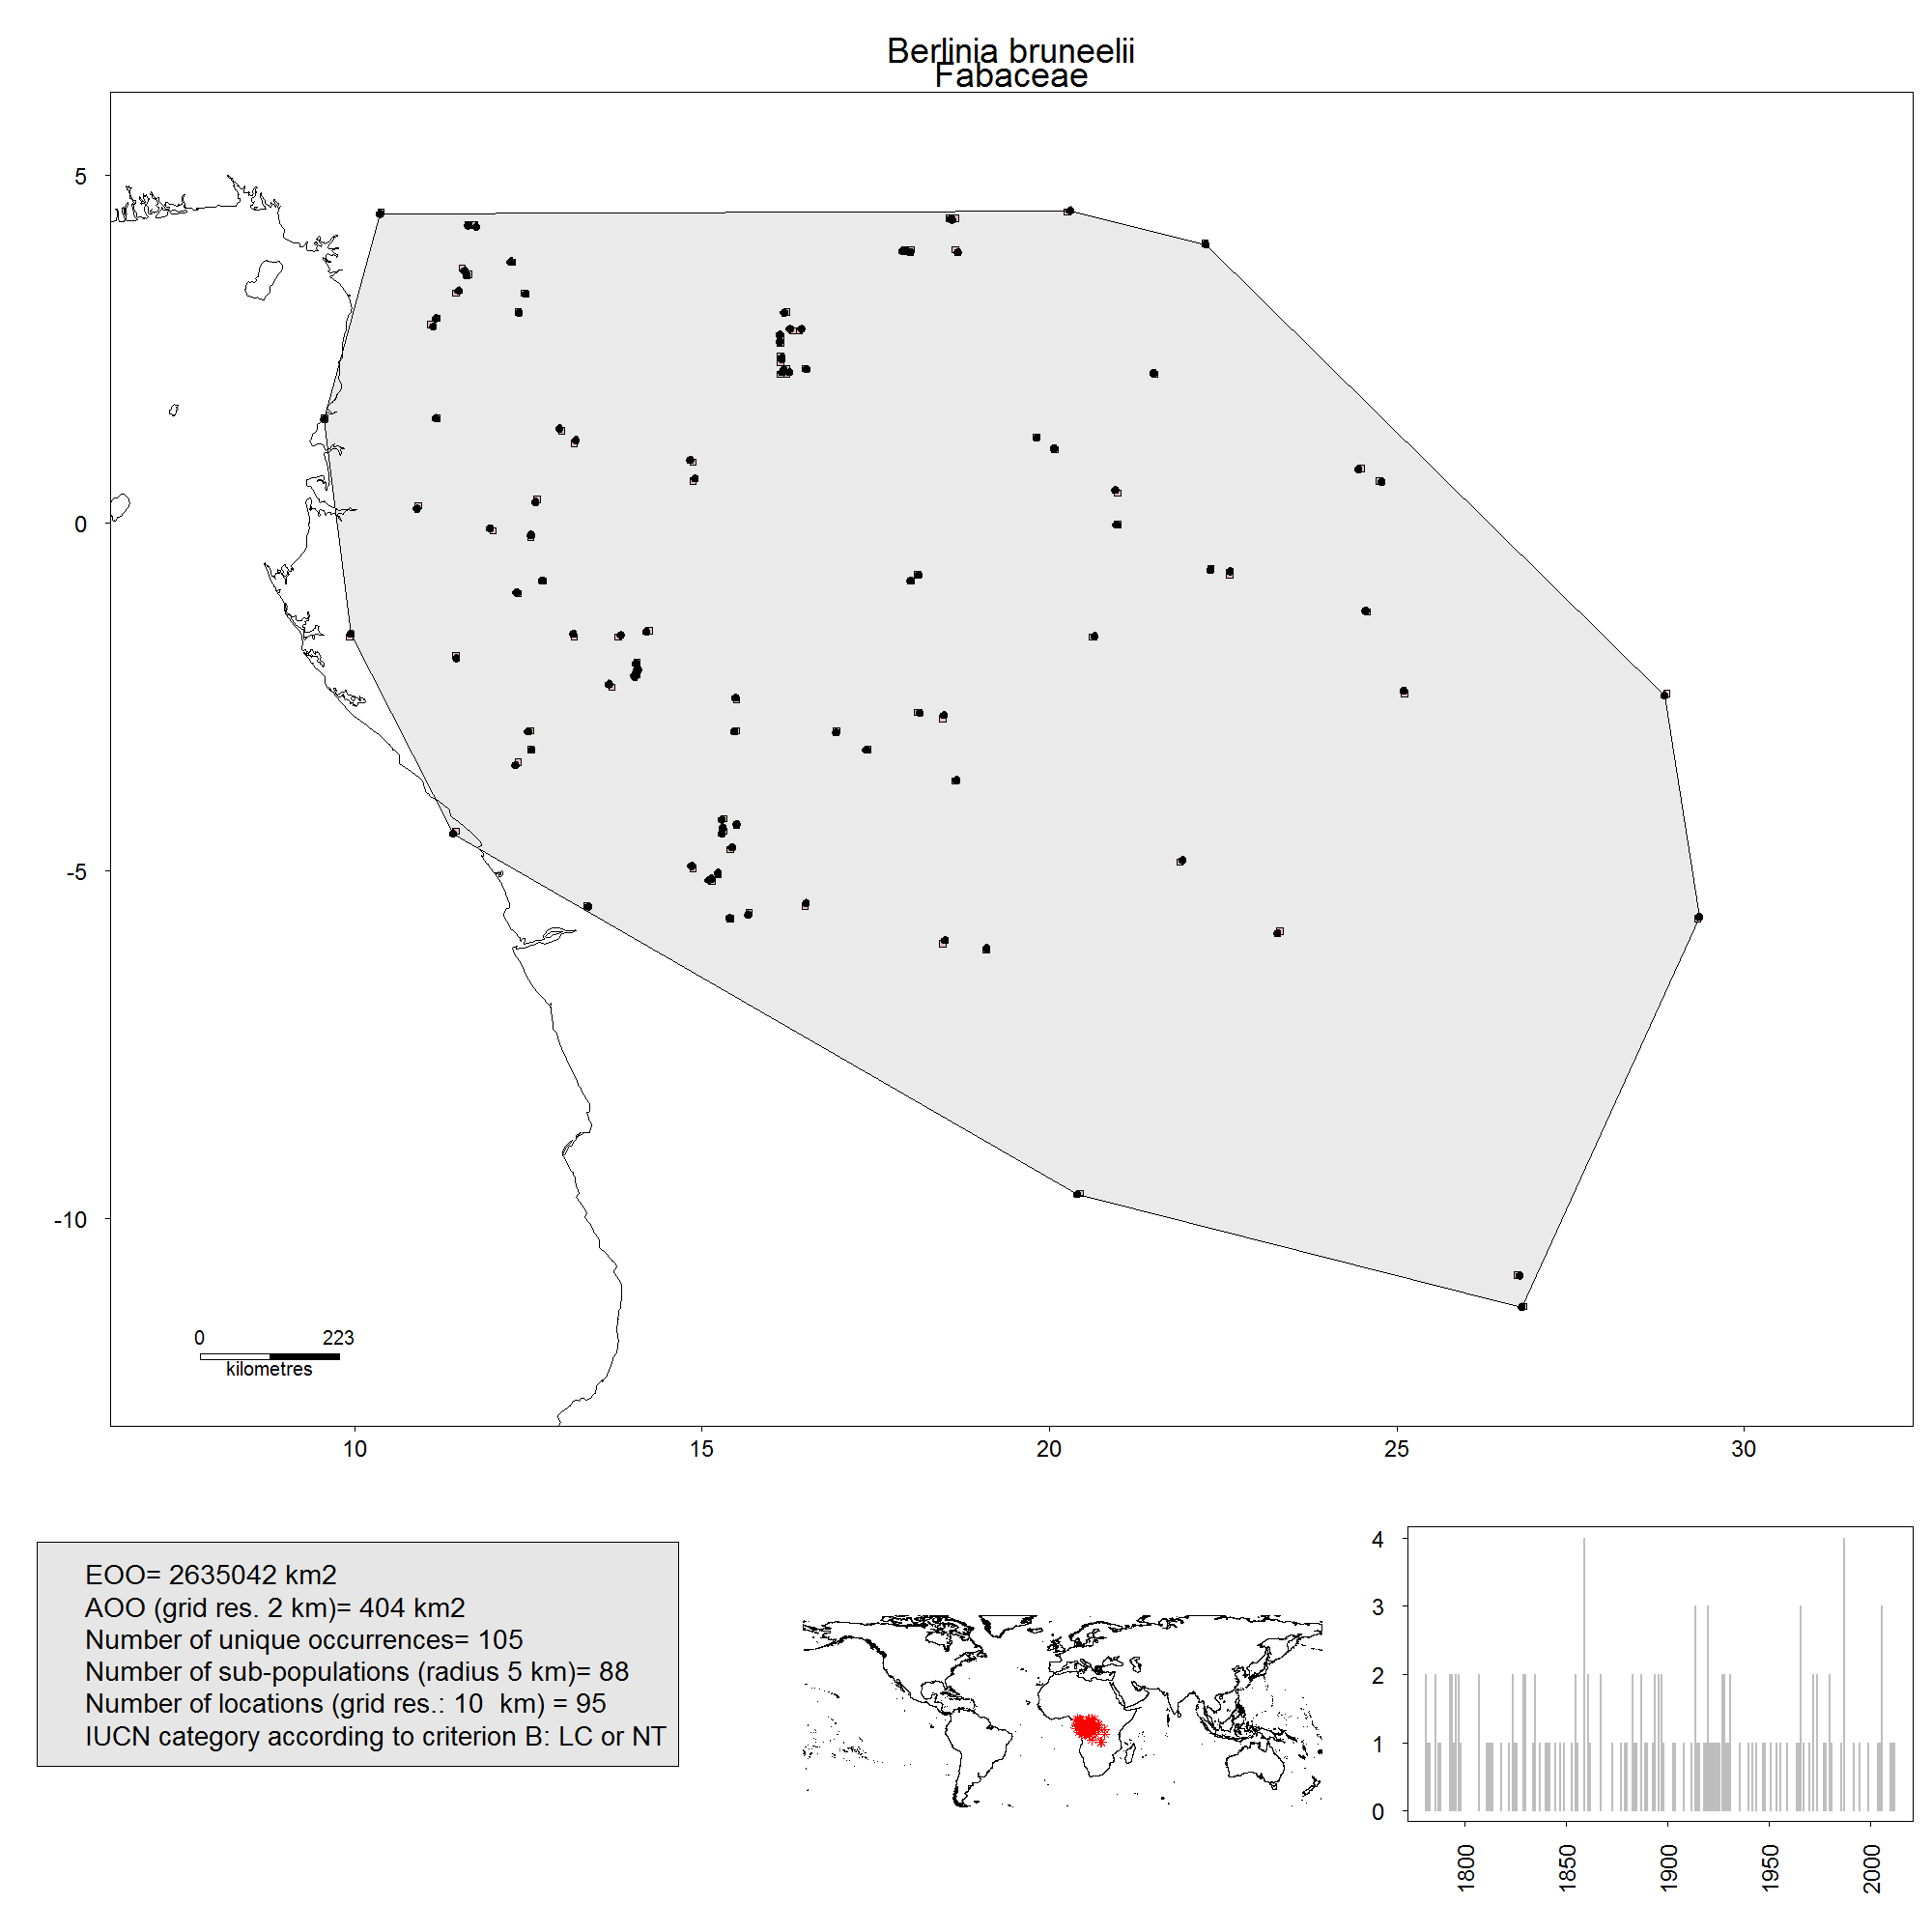 Berlinia bruneelii
Fabaceae
5
0
-5
-10
0 223
kilometres
10 15 20 25 30
EOO= 2635042 km2
AOO (grid res. 2 km)= 404 km2
Number of unique occurrences= 105
Number of sub-populations (radius 5 km)= 88
Number of locations (grid res.: 10  km) = 95
IUCN category according to criterion B: LC or NT
4
3
2
1
0
1800 1850 1900 1950 2000